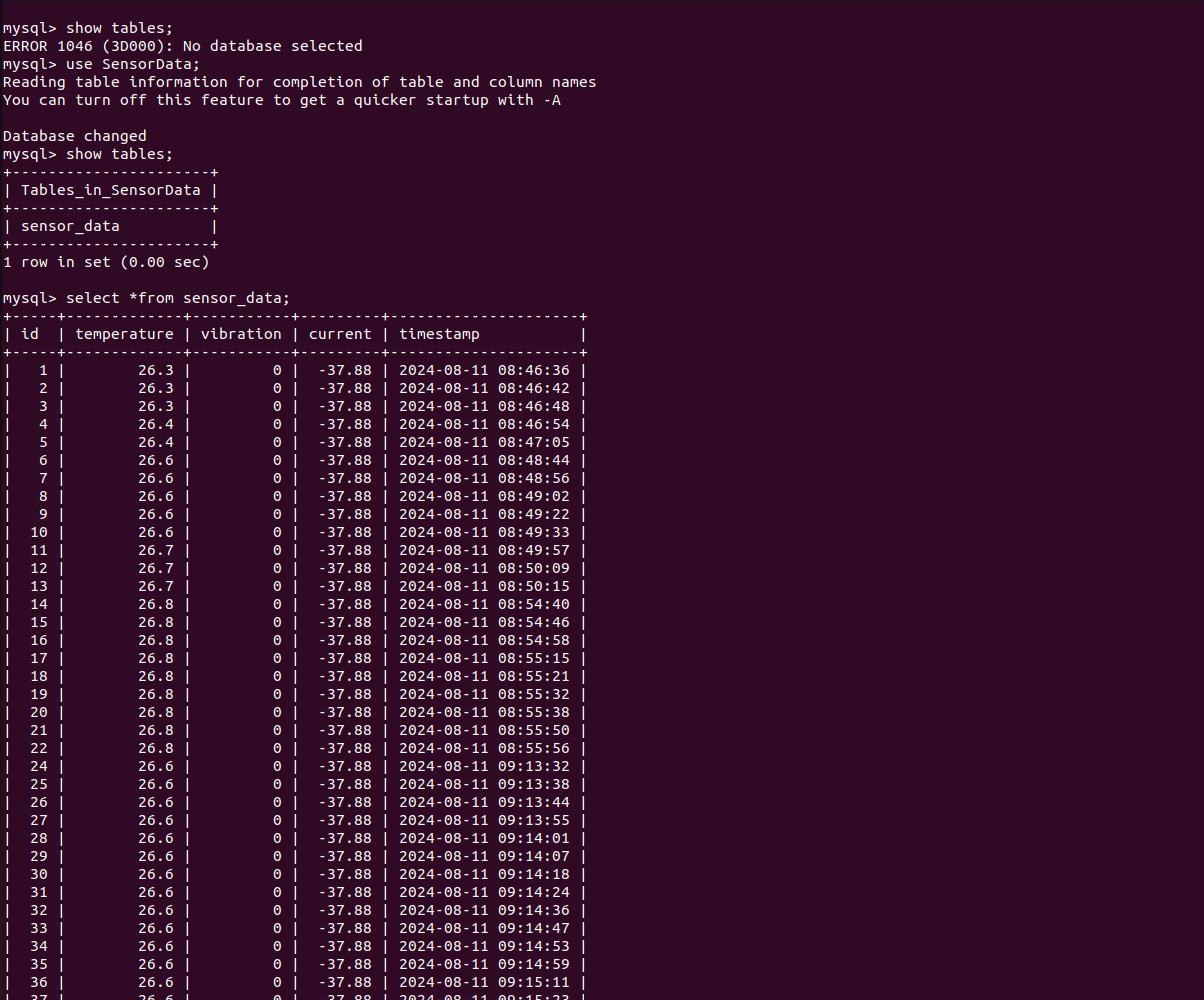 mysql> show tables;
ERROR 1046 (3D000): No database selected
mysql> use SensorData;
Reading table information for completion of table and column names
You can turn off this feature to get a quicker startup with -A

Database changed
mysql> show tables;
+----------------------+
| Tables_in_SensorData |
+----------------------+
| sensor_data          |
+----------------------+
1 row in set (0.00 sec)

mysql> select *from sensor_data;
+-----+-------------+-----------+---------+---------------------+
| id  | temperature | vibration | current | timestamp           |
+-----+-------------+-----------+---------+---------------------+
|   1 |        26.3 |         0 |  -37.88 | 2024-08-11 08:46:36 |
|   2 |        26.3 |         0 |  -37.88 | 2024-08-11 08:46:42 |
|   3 |        26.3 |         0 |  -37.88 | 2024-08-11 08:46:48 |
|   4 |        26.4 |         0 |  -37.88 | 2024-08-11 08:46:54 |
|   5 |        26.4 |         0 |  -37.88 | 2024-08-11 08:47:05 |
|   6 |        26.6 |         0 |  -37.88 | 2024-08-11 08:48:44 |
|   7 |        26.6 |         0 |  -37.88 | 2024-08-11 08:48:56 |
|   8 |        26.6 |         0 |  -37.88 | 2024-08-11 08:49:02 |
|   9 |        26.6 |         0 |  -37.88 | 2024-08-11 08:49:22 |
|  10 |        26.6 |         0 |  -37.88 | 2024-08-11 08:49:33 |
|  11 |        26.7 |         0 |  -37.88 | 2024-08-11 08:49:57 |
|  12 |        26.7 |         0 |  -37.88 | 2024-08-11 08:50:09 |
|  13 |        26.7 |         0 |  -37.88 | 2024-08-11 08:50:15 |
|  14 |        26.8 |         0 |  -37.88 | 2024-08-11 08:54:40 |
|  15 |        26.8 |         0 |  -37.88 | 2024-08-11 08:54:46 |
|  16 |        26.8 |         0 |  -37.88 | 2024-08-11 08:54:58 |
|  17 |        26.8 |         0 |  -37.88 | 2024-08-11 08:55:15 |
|  18 |        26.8 |         0 |  -37.88 | 2024-08-11 08:55:21 |
|  19 |        26.8 |         0 |  -37.88 | 2024-08-11 08:55:32 |
|  20 |        26.8 |         0 |  -37.88 | 2024-08-11 08:55:38 |
|  21 |        26.8 |         0 |  -37.88 | 2024-08-11 08:55:50 |
|  22 |        26.8 |         0 |  -37.88 | 2024-08-11 08:55:56 |
|  24 |        26.6 |         0 |  -37.88 | 2024-08-11 09:13:32 |
|  25 |        26.6 |         0 |  -37.88 | 2024-08-11 09:13:38 |
|  26 |        26.6 |         0 |  -37.88 | 2024-08-11 09:13:44 |
|  27 |        26.6 |         0 |  -37.88 | 2024-08-11 09:13:55 |
|  28 |        26.6 |         0 |  -37.88 | 2024-08-11 09:14:01 |
|  29 |        26.6 |         0 |  -37.88 | 2024-08-11 09:14:07 |
|  30 |        26.6 |         0 |  -37.88 | 2024-08-11 09:14:18 |
|  31 |        26.6 |         0 |  -37.88 | 2024-08-11 09:14:24 |
|  32 |        26.6 |         0 |  -37.88 | 2024-08-11 09:14:36 |
|  33 |        26.6 |         0 |  -37.88 | 2024-08-11 09:14:47 |
|  34 |        26.6 |         0 |  -37.88 | 2024-08-11 09:14:53 |
|  35 |        26.6 |         0 |  -37.88 | 2024-08-11 09:14:59 |
|  36 |        26.6 |         0 |  -37.88 | 2024-08-11 09:15:11 |